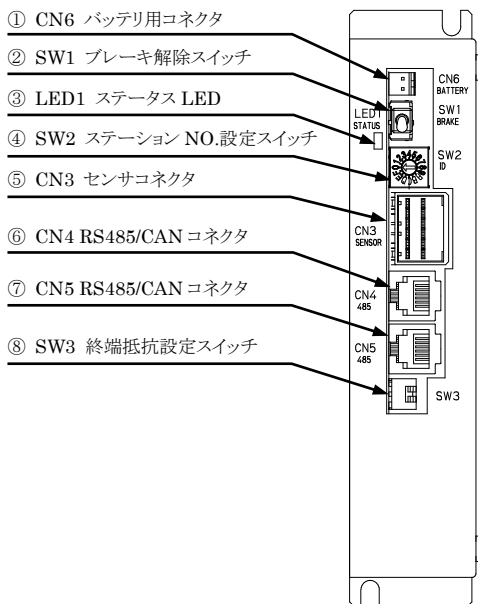 ① CN6 バッテリ用コネクタ
② SW1 ブレーキ解除スイッチ
③ LED1 ステータス LED
④ SW2 ステーション NO.設定スイッチ
⑤ CN3 センサコネクタ
⑥ CN4 RS485/CAN コネクタ
⑦ CN5 RS485/CAN コネクタ
⑧ SW3 終端抵抗設定スイッチ
CN6
BATTERY
LED1
STATUS
SW1
BRAKE
SW2
ID
CN3
SENSOR
CN4
485
CN5
485
SW3